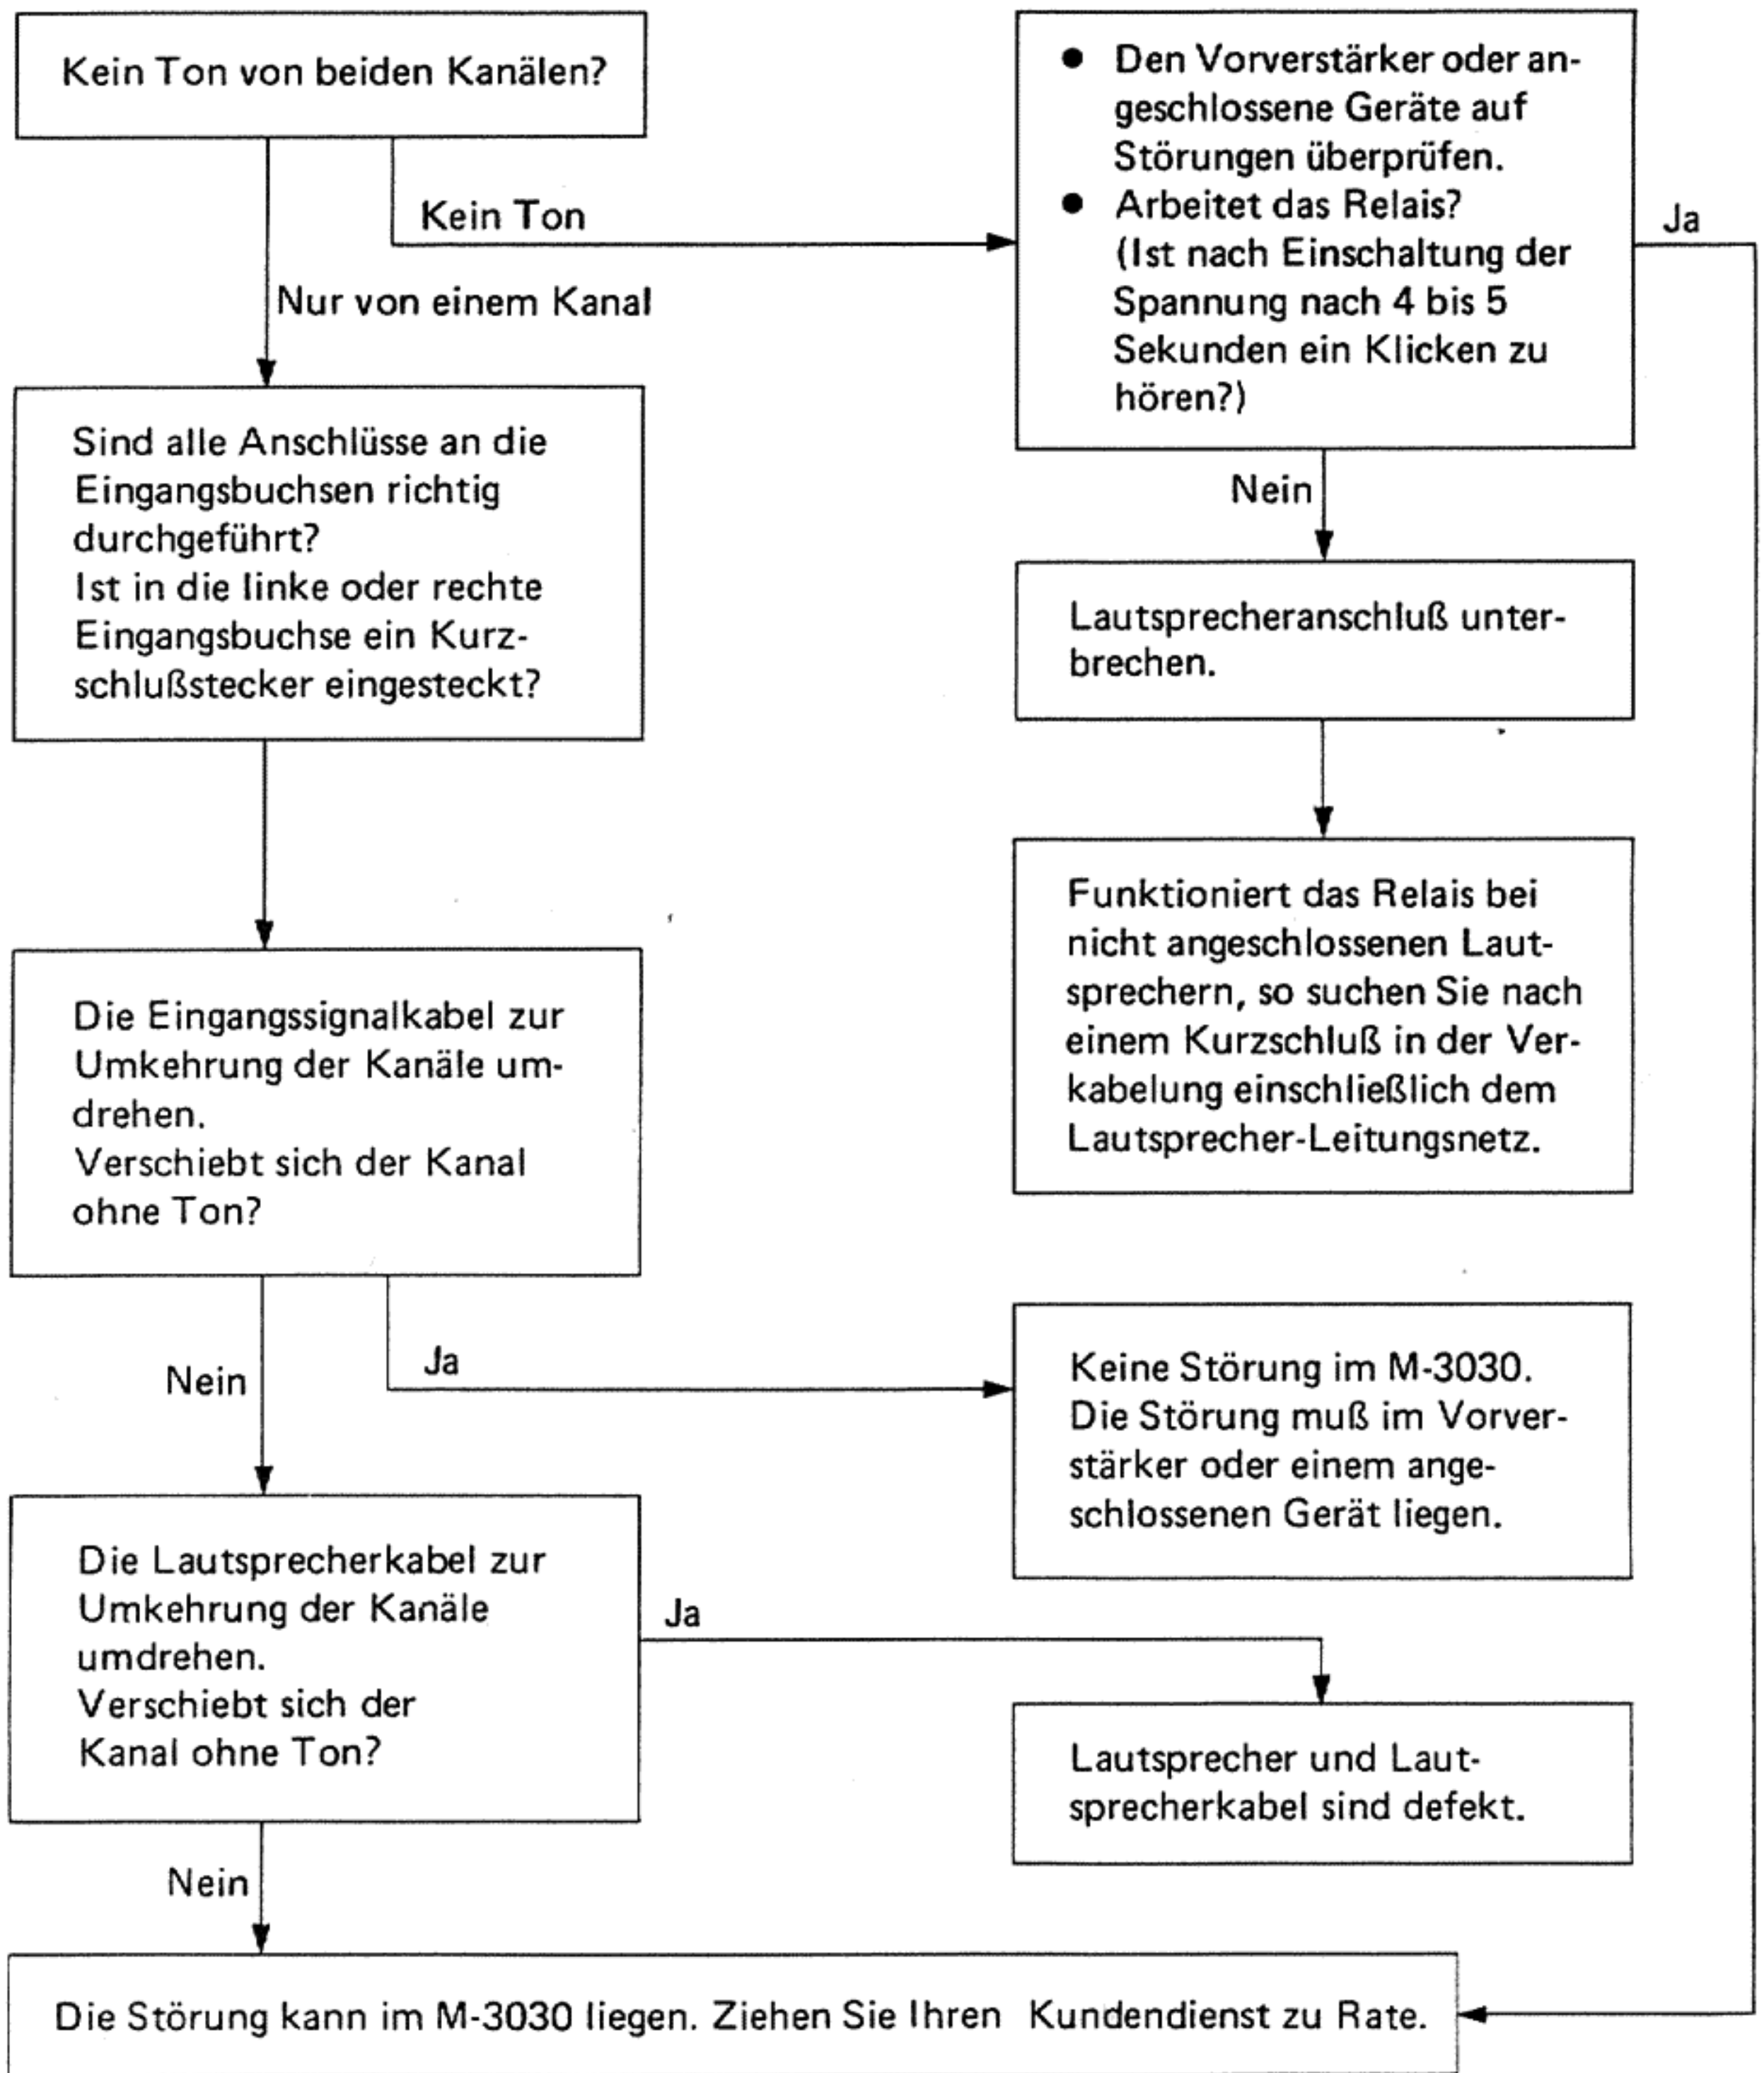 Kein Ton von beiden Kanälen?
Kein Ton
Nur von einem Kanal
● Den Vorverstärker oder an-
geschlossene Geräte auf
Störungen überprüfen.
● Arbeitet das Relais?
(Ist nach Einschaltung der
Spannung nach 4 bis 5
Sekunden ein Klicken zu
hören?)
Ja
Nein
Sind alle Anschlüsse an die
Eingangsbuchsen richtig
durchgeführt?
Ist in die linke oder rechte
Eingangsbuchse ein Kurz-
schlußstecker eingesteckt?
Lautsprecheranschluß unter-
brechen.
Funktioniert das Relais bei
nicht angeschlossenen Laut-
sprechern, so suchen Sie nach
einem Kurzschluß in der Ver-
kabelung einschließlich dem
Lautsprecher-Leitungsnetz.
Die Eingangssignalkabel zur
Umkehrung der Kanäle um-
drehen.
Verschiebt sich der Kanal
ohne Ton?
Nein
Ja
Keine Störung im M-3030.
Die Störung muß im Vorver-
stärker oder einem ange-
schlossenen Gerät liegen.
Die Lautsprecherkabel zur
Umkehrung der Kanäle
umdrehen.
Verschiebt sich der
Kanal ohne Ton?
Ja
Lautsprecher und Laut-
sprecherkabel sind defekt.
Nein
Die Störung kann im M-3030 liegen. Ziehen Sie Ihren Kundendienst zu Rate.